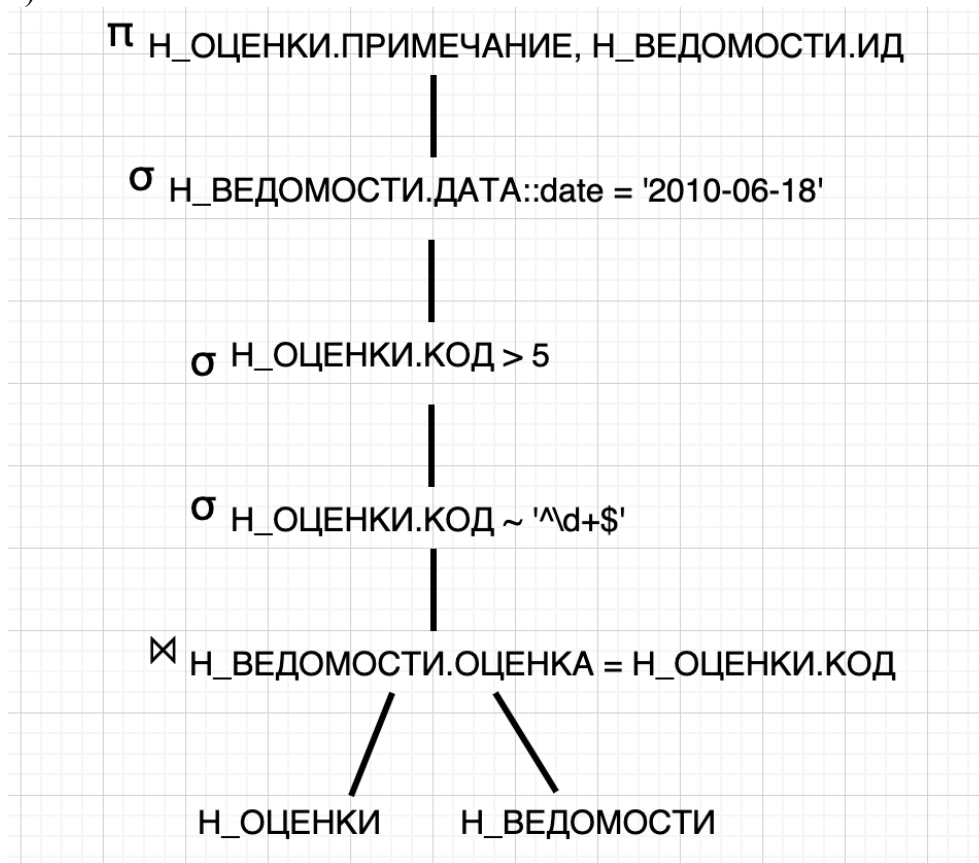 π Н_ОЦЕНКИ.ПРИМЕЧАНИЕ, Н_ВЕДОМОСТИ.ИД
σ Н_ВЕДОМОСТИ.ДАТА::date = '2010-06-18'
σ Н_ОЦЕНКИ.КОД > 5
σ Н_ОЦЕНКИ.КОД ~ '^\d+$'
⋈ Н_ВЕДОМОСТИ.ОЦЕНКА = Н_ОЦЕНКИ.КОД
Н_ОЦЕНКИ Н_ВЕДОМОСТИ